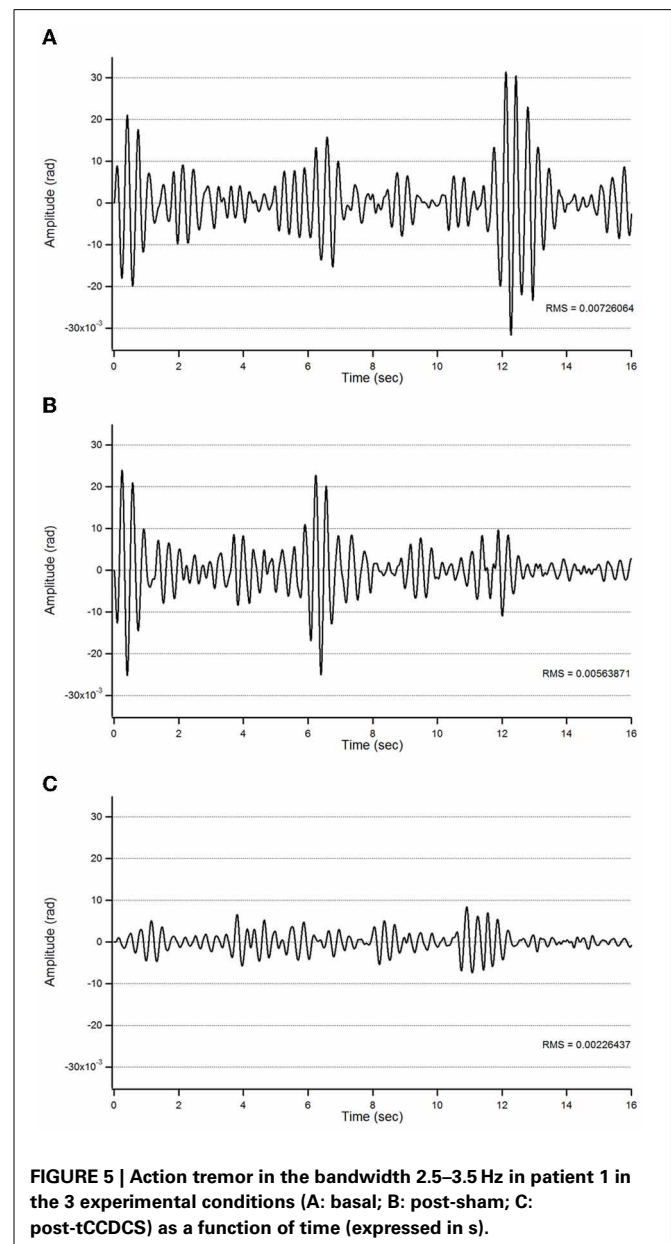 A
Amplitude (rad)
30
20
10
0
-10
-20
-30x10⁻³
RMS = 0.00726064
0 2 4 6 8 10 12 14 16
Time (sec)
B
Amplitude (rad)
30
20
10
0
-10
-20
-30x10⁻³
RMS = 0.00563871
0 2 4 6 8 10 12 14 16
Time (sec)
C
Amplitude (rad)
30
20
10
0
-10
-20
-30x10⁻³
RMS = 0.00226437
0 2 4 6 8 10 12 14 16
Time (sec)
FIGURE 5 | Action tremor in the bandwidth 2.5–3.5 Hz in patient 1 in
the 3 experimental conditions (A: basal; B: post-sham; C:
post-tCCDCS) as a function of time (expressed in s).